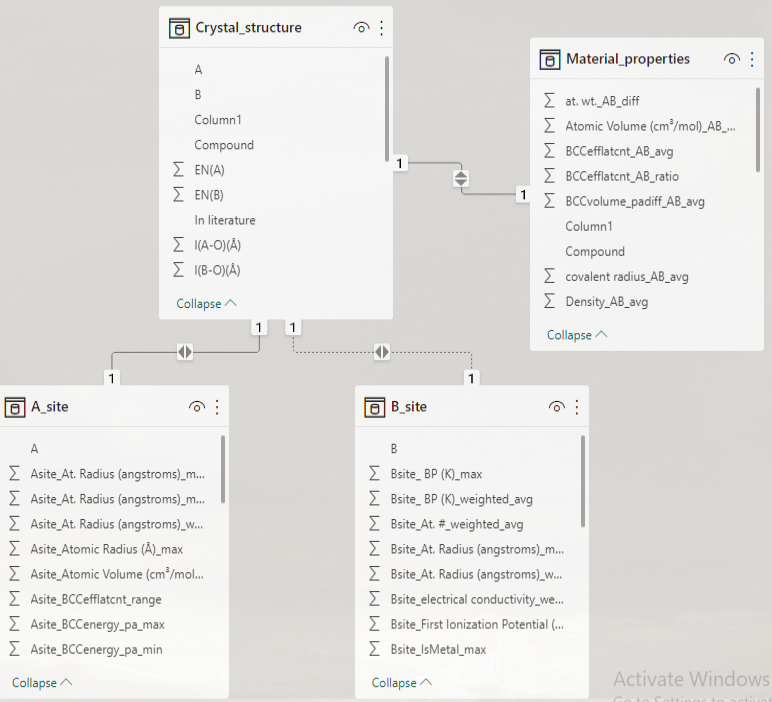 Crystal_structure
A
B
Column1
Compound
EN(A)
EN(B)
In literature
l(A-O)(Å)
l(B-O)(Å)
Collapse
Material_properties
at. wt._AB_diff
Atomic Volume (cm³/mol)_AB_...
BCCefflatcnt_AB_avg
BCCefflatcnt_AB_ratio
BCCvolume_padiff_AB_avg
Column1
Compound
covalent radius_AB_avg
Density_AB_avg
Collapse
1
1
1
1
1
1
A_site
A
Asite_At. Radius (angstroms)_m...
Asite_At. Radius (angstroms)_m...
Asite_At. Radius (angstroms)_w...
Asite_Atomic Radius (Å)_max
Asite_Atomic Volume (cm³/mol...
Asite_BCCefflatcnt_range
Asite_BCCenergy_pa_max
Asite_BCCenergy_pa_min
Collapse
B_site
B
Bsite_ BP (K)_max
Bsite_ BP (K)_weighted_avg
Bsite_At. #_weighted_avg
Bsite_At. Radius (angstroms)_m...
Bsite_At. Radius (angstroms)_w...
Bsite_electrical conductivity_we...
Bsite_First Ionization Potential (...
Bsite_IsMetal_max
Collapse
Activate Windows
Go to Settings to activat